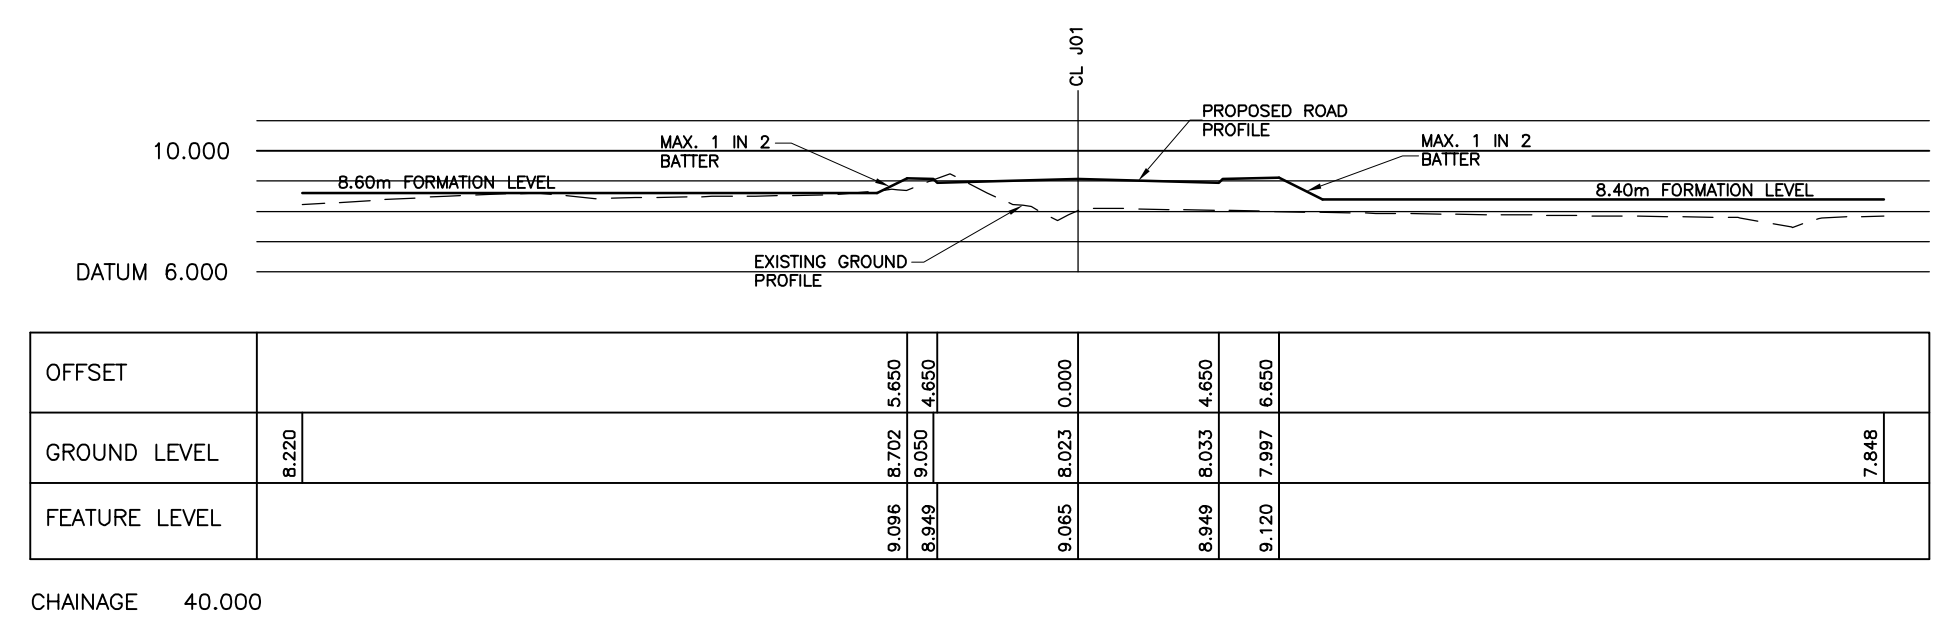 CL J01
PROPOSED ROAD
PROFILE
MAX. 1 IN 2
BATTER
MAX. 1 IN 2
BATTER
10.000
8.60m FORMATION LEVEL
8.40m FORMATION LEVEL
EXISTING GROUND
PROFILE
DATUM 6.000
OFFSET 5.650 4.650 0.000 4.650 6.650
GROUND LEVEL 8.220 8.702 9.050 8.023 8.033 7.997 7.848
FEATURE LEVEL 9.096 8.949 9.065 8.949 9.120
CHAINAGE 40.000